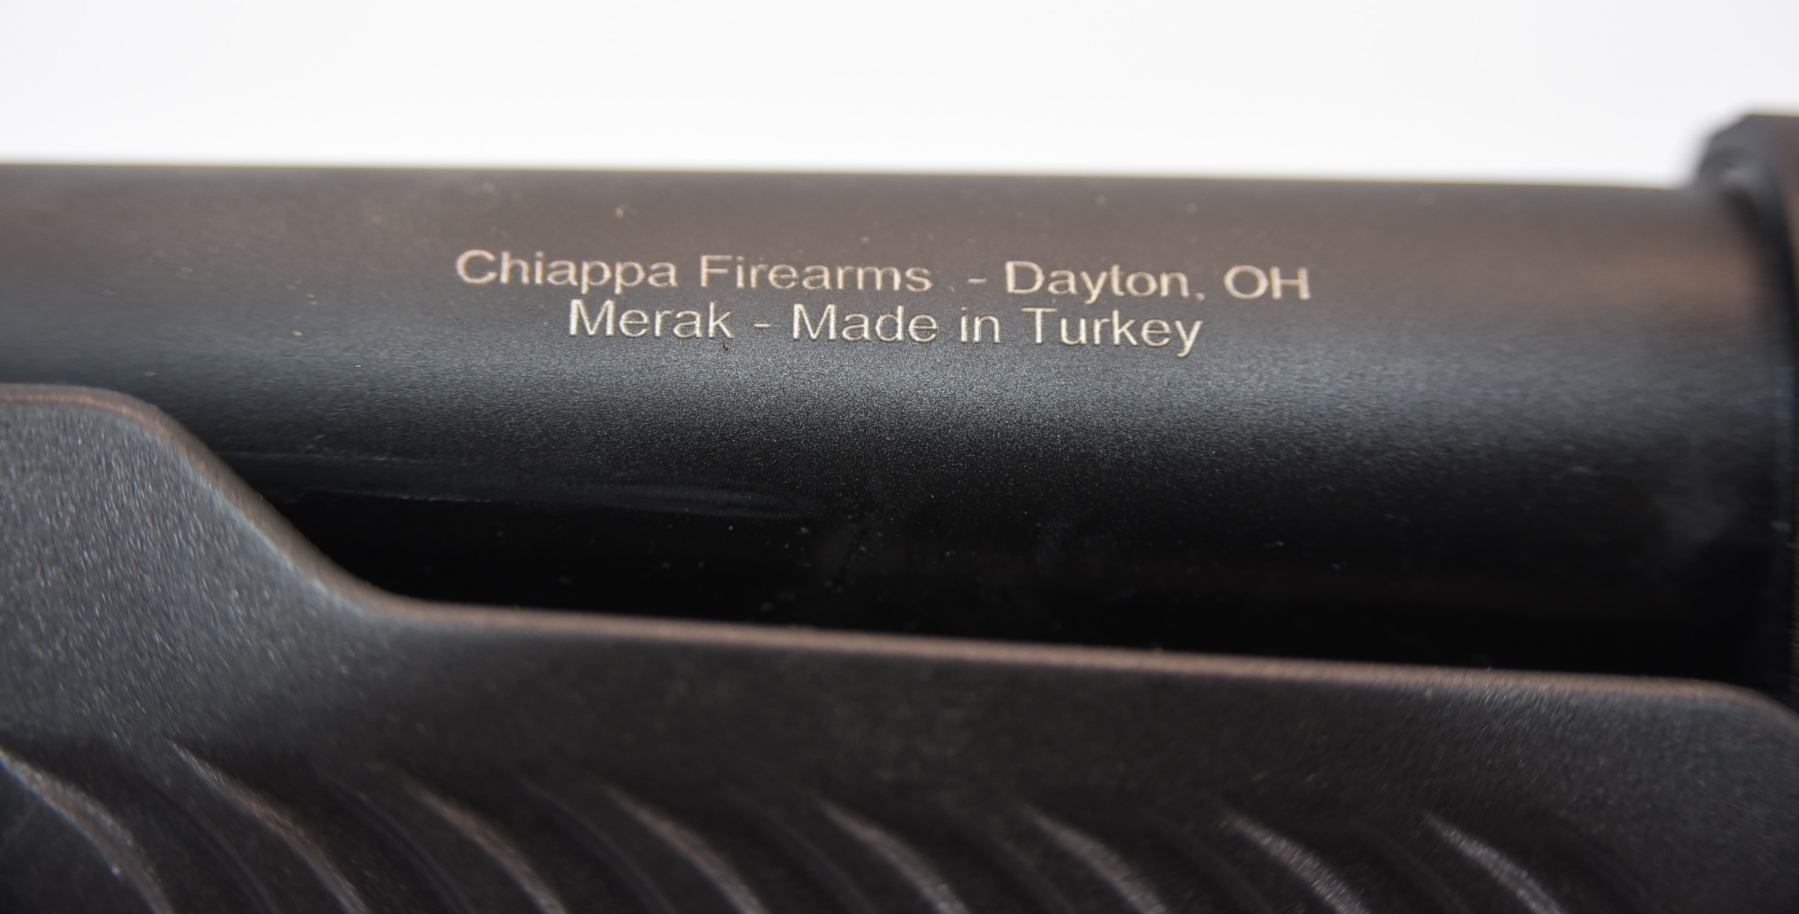 Chiappa Firearms - Dayton, OH
Merak - Made in Turkey